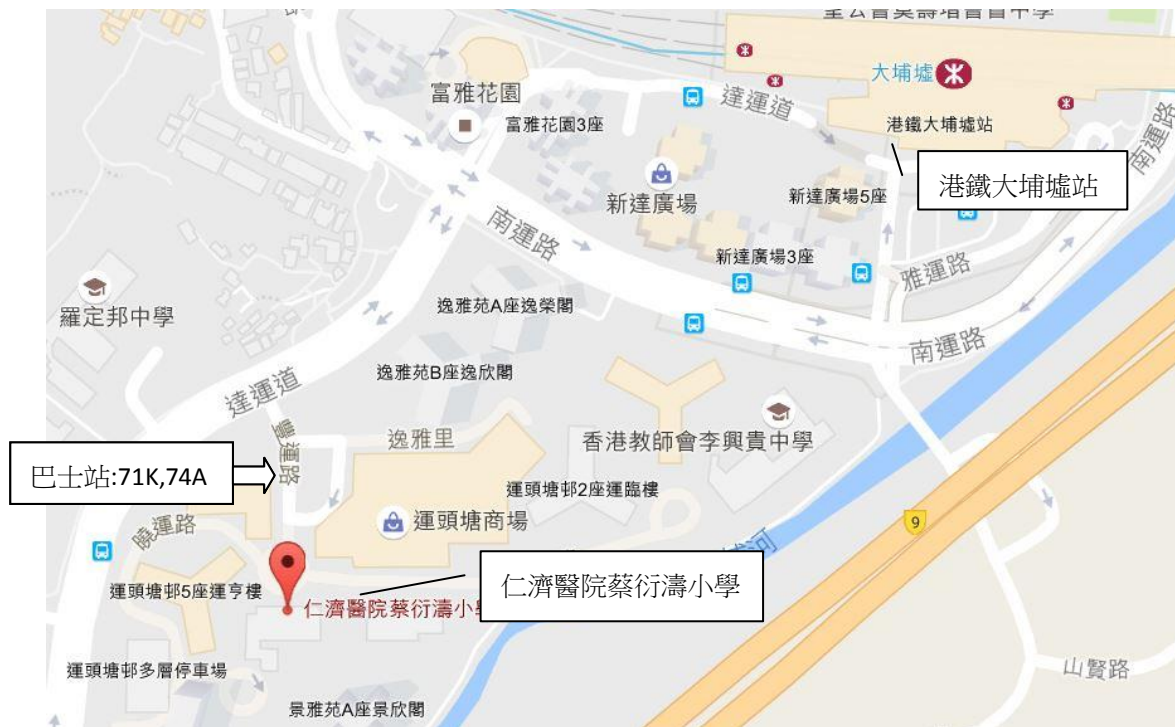 大埔墟
富雅花園
達運道
富雅花園3座
港鐵大埔墟站
南運路
港鐵大埔墟站
新達廣場
新達廣場5座
南運路
新達廣場3座
雅運路
逸雅苑A座逸榮閣
羅定邦中學
南運路
逸雅苑B座逸欣閣
達運道
逸雅里
香港教師會李興貴中學
巴士站:71K,74A
運頭塘邨2座運臨樓
運頭塘商場
9
曉運路
仁濟醫院蔡衍濤小學
運頭塘邨5座運亨樓
仁濟醫院蔡衍濤小
運頭塘邨多層停車場
山賢路
景雅苑A座景欣閣